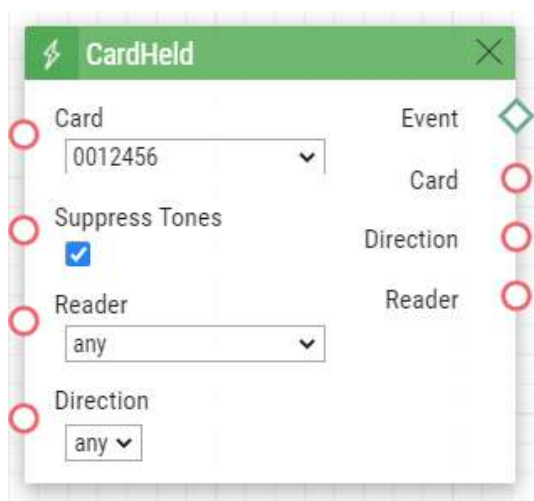 CardHeld
Card
0012456
Suppress Tones
Reader
any
Direction
any
Event
Card
Direction
Reader